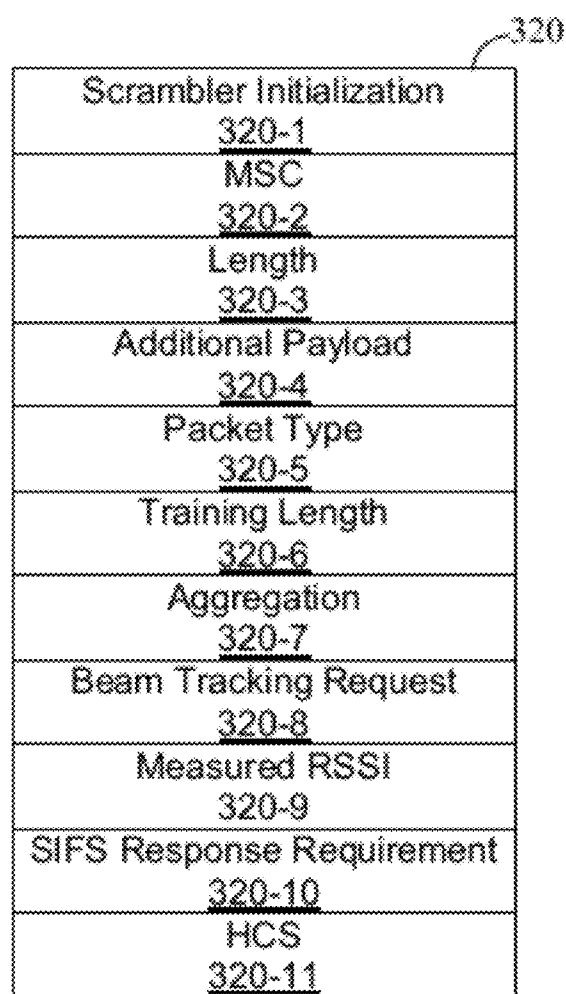 320
Scrambler Initialization
320-1
MSC
320-2
Length
320-3
Additional Payload
320-4
Packet Type
320-5
Training Length
320-6
Aggregation
320-7
Beam Tracking Request
320-8
Measured RSSI
320-9
SIFS Response Requirement
320-10
HCS
320-11